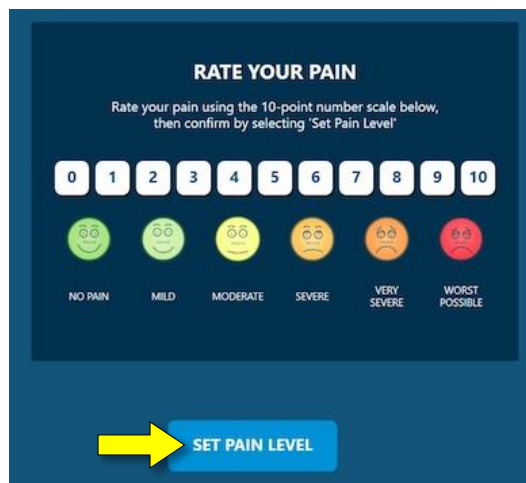 RATE YOUR PAIN
Rate your pain using the 10-point number scale below,
then confirm by selecting 'Set Pain Level'
0 1 2 3 4 5 6 7 8 9 10
NO PAIN MILD MODERATE SEVERE VERY SEVERE WORST POSSIBLE
SET PAIN LEVEL